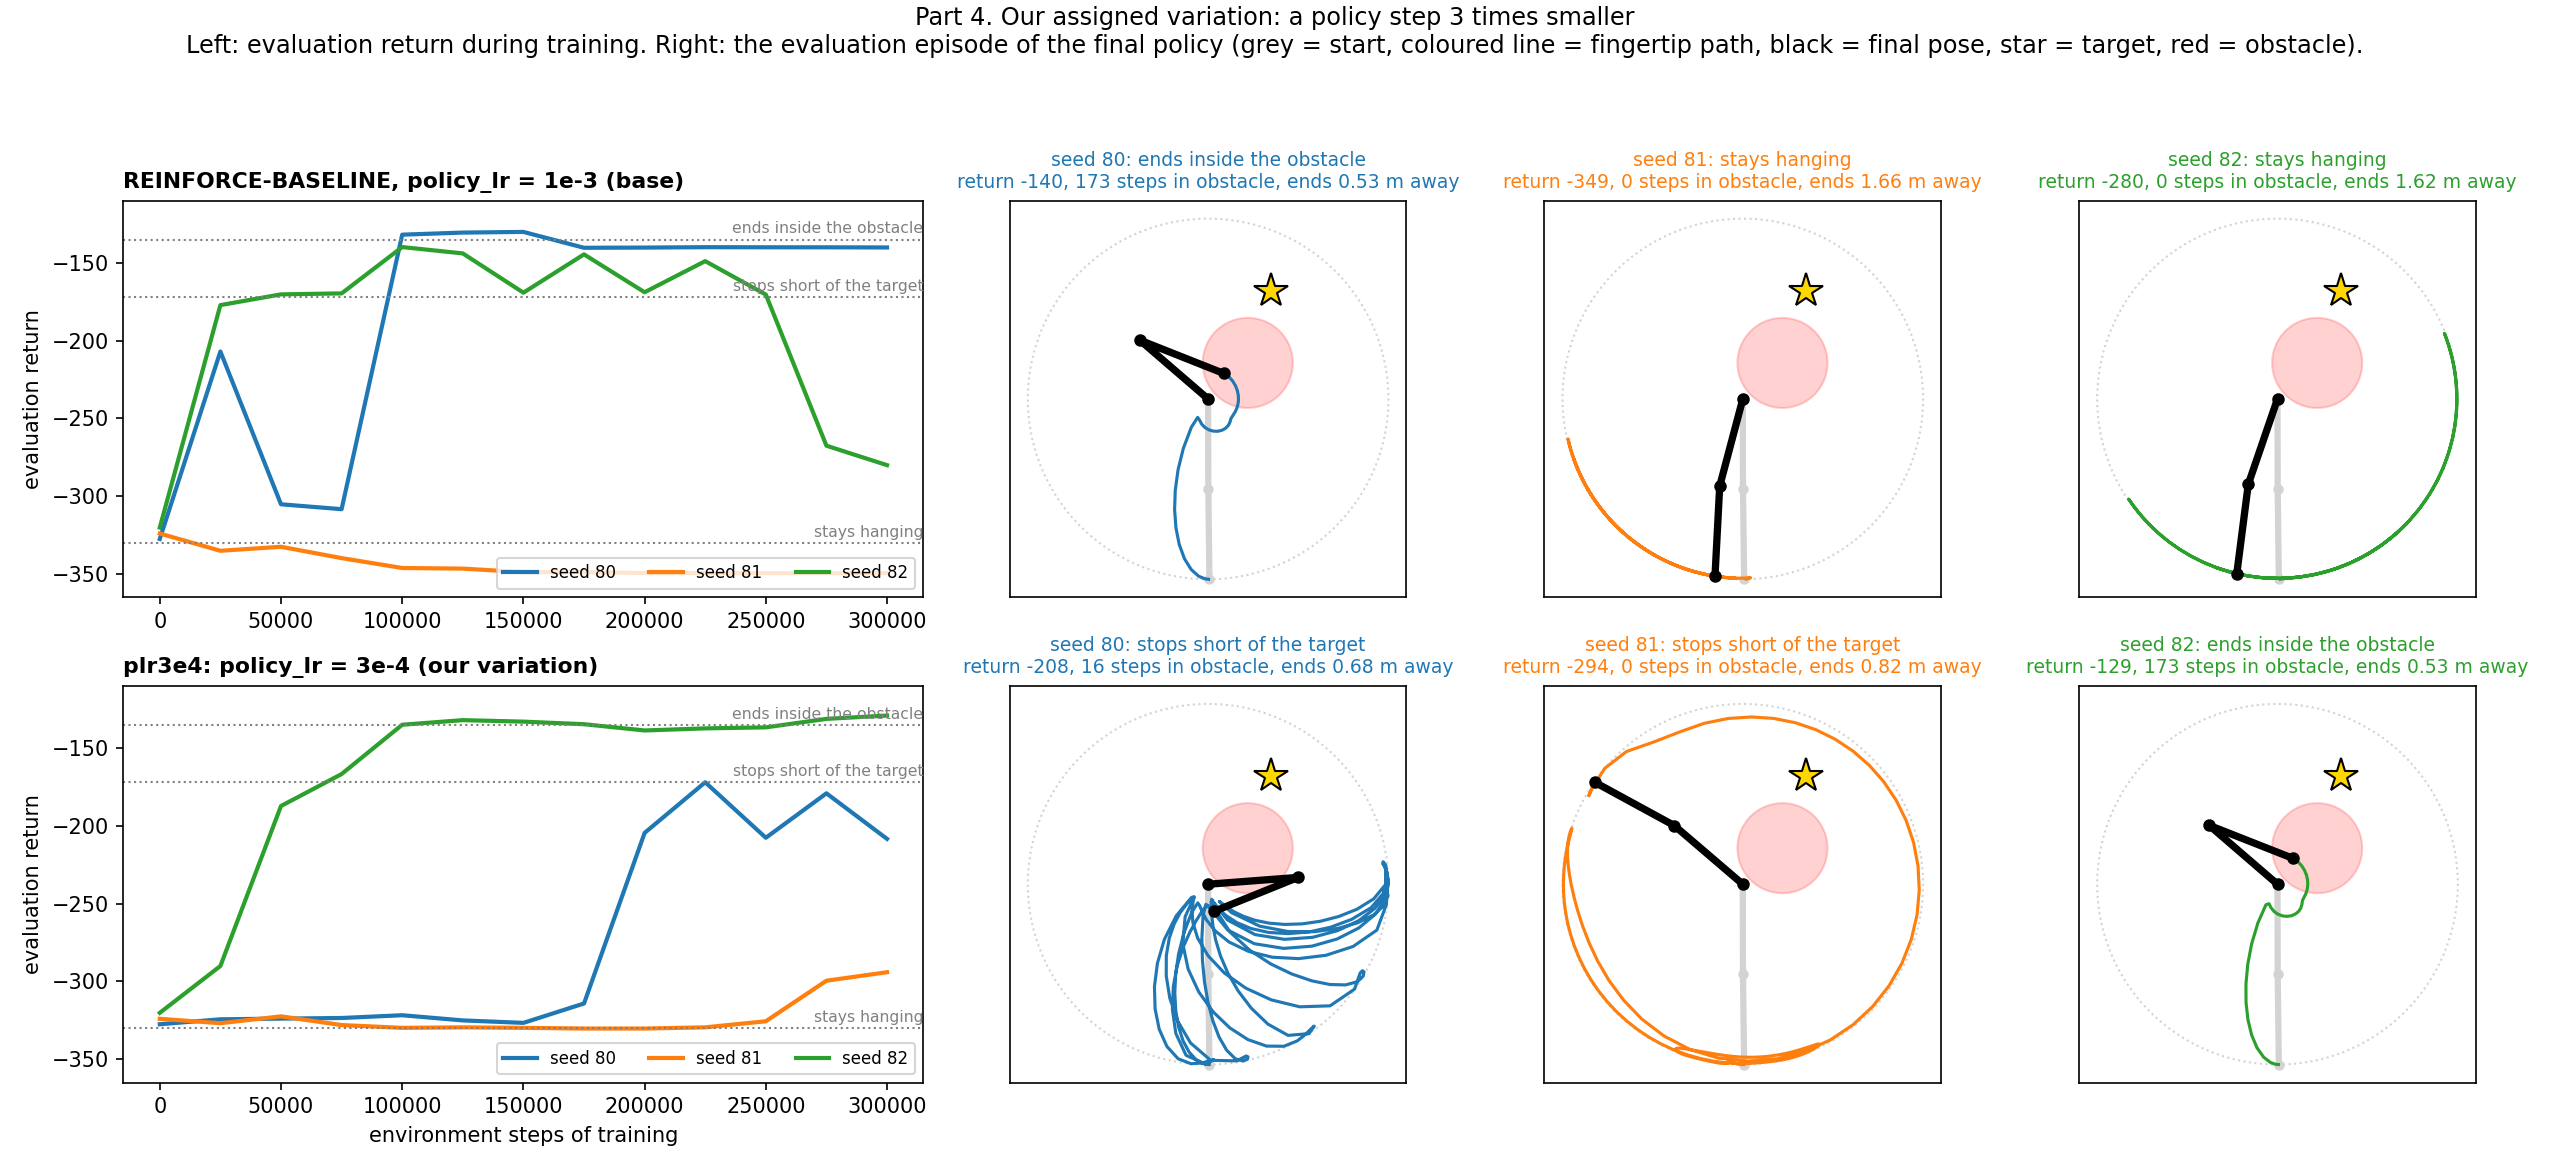 Part 4. Our assigned variation: a policy step 3 times smaller
Left: evaluation return during training. Right: the evaluation episode of the final policy (grey = start, coloured line = fingertip path, black = final pose, star = target, red = obstacle).
REINFORCE-BASELINE, policy_lr = 1e-3 (base)
evaluation return
−150
−200
−250
−300
−350
ends inside the obstacle
stops short of the target
stays hanging
seed 80
seed 81
seed 82
0
50000
100000
150000
200000
250000
300000
seed 80: ends inside the obstacle
return -140, 173 steps in obstacle, ends 0.53 m away
seed 81: stays hanging
return -349, 0 steps in obstacle, ends 1.66 m away
seed 82: stays hanging
return -280, 0 steps in obstacle, ends 1.62 m away
plr3e4: policy_lr = 3e-4 (our variation)
evaluation return
−150
−200
−250
−300
−350
ends inside the obstacle
stops short of the target
stays hanging
seed 80
seed 81
seed 82
0
50000
100000
150000
200000
250000
300000
environment steps of training
seed 80: stops short of the target
return -208, 16 steps in obstacle, ends 0.68 m away
seed 81: stops short of the target
return -294, 0 steps in obstacle, ends 0.82 m away
seed 82: ends inside the obstacle
return -129, 173 steps in obstacle, ends 0.53 m away